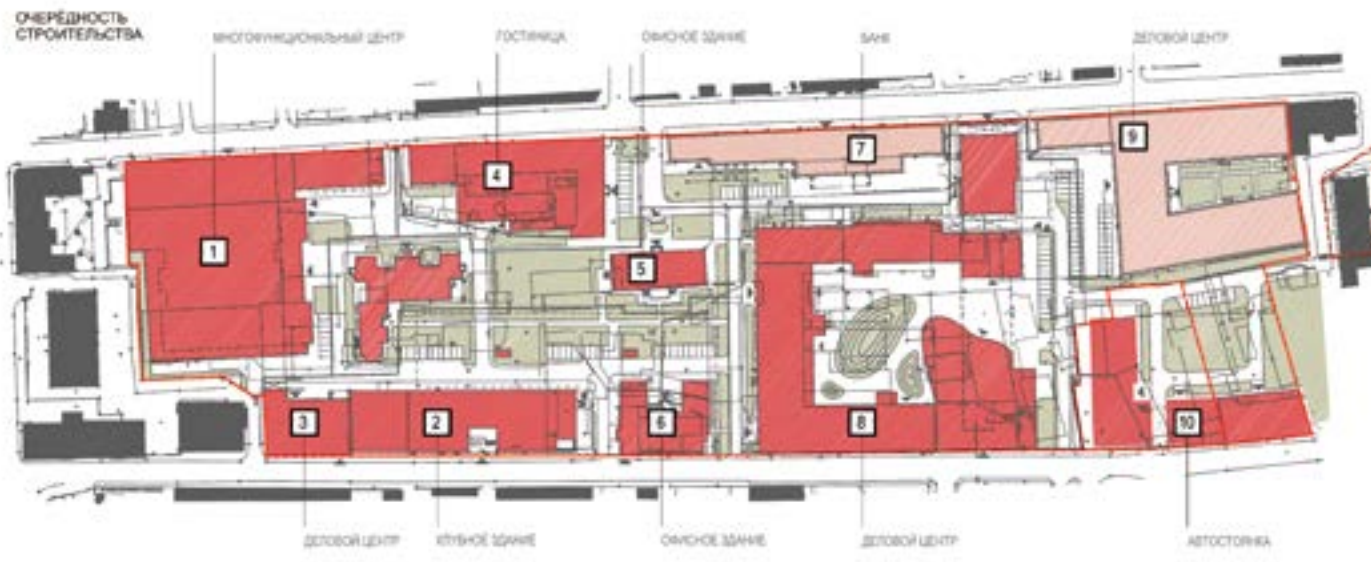 ОЧЕРЁДНОСТЬ
СТРОИТЕЛЬСТВА
МНОГОФУНКЦИОНАЛЬНЫЙ ЦЕНТР
ГОСТИНИЦА
ОФИСНОЕ ЗДАНИЕ
БАНК
ДЕЛОВОЙ ЦЕНТР
1
4
7
9
5
3
2
6
8
10
ДЕЛОВОЙ ЦЕНТР
КЛУБНОЕ ЗДАНИЕ
ОФИСНОЕ ЗДАНИЕ
ДЕЛОВОЙ ЦЕНТР
АВТОСТОЯНКА